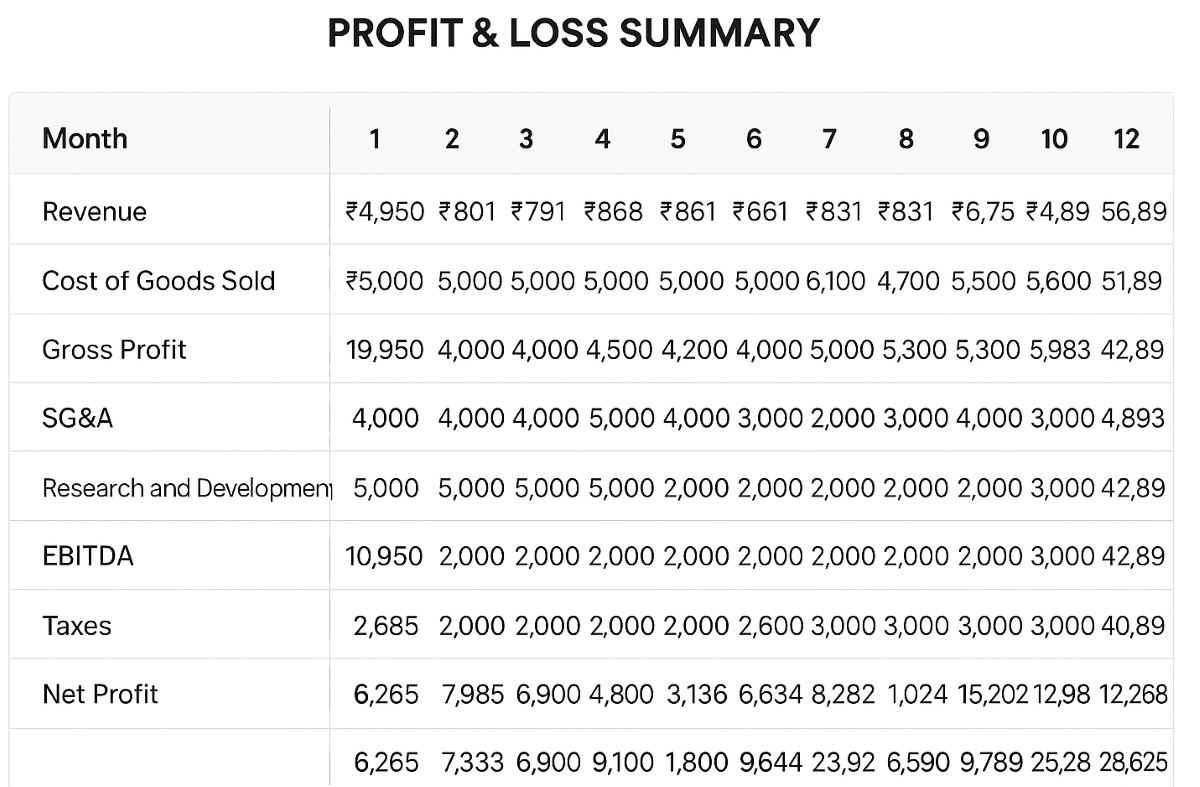 PROFIT & LOSS SUMMARY
Month 1 2 3 4 5 6 7 8 9 10 12
Revenue ₹4,950 ₹801 ₹791 ₹868 ₹861 ₹661 ₹831 ₹831 ₹6,75 ₹4,89 56,89
Cost of Goods Sold ₹5,000 5,000 5,000 5,000 5,000 5,000 6,100 4,700 5,500 5,600 51,89
Gross Profit 19,950 4,000 4,000 4,500 4,200 4,000 5,000 5,300 5,300 5,983 42,89
SG&A 4,000 4,000 4,000 5,000 4,000 3,000 2,000 3,000 4,000 3,000 4,893
Research and Developmen 5,000 5,000 5,000 5,000 2,000 2,000 2,000 2,000 2,000 3,000 42,89
EBITDA 10,950 2,000 2,000 2,000 2,000 2,000 2,000 2,000 2,000 3,000 42,89
Taxes 2,685 2,000 2,000 2,000 2,000 2,600 3,000 3,000 3,000 3,000 40,89
Net Profit 6,265 7,985 6,900 4,800 3,136 6,634 8,282 1,024 15,202 12,98 12,268
6,265 7,333 6,900 9,100 1,800 9,644 23,92 6,590 9,789 25,28 28,625